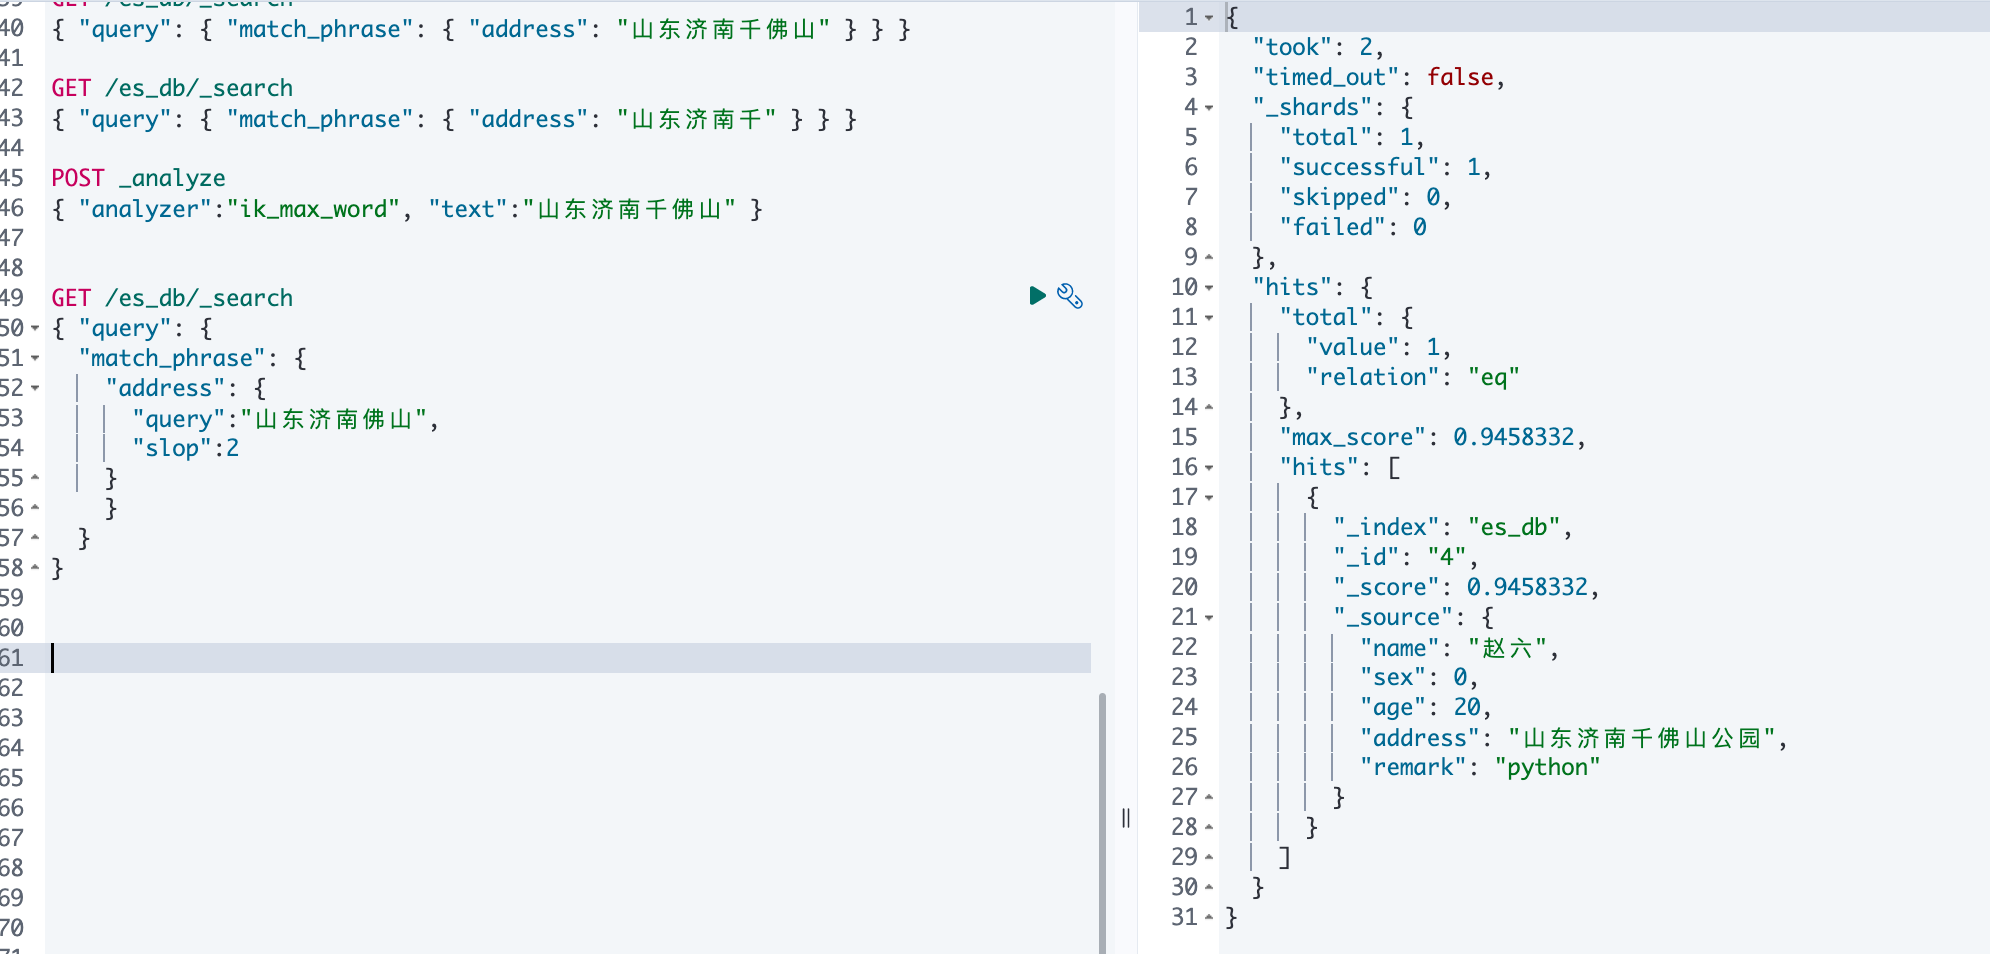 GET /es_db/_search
40 { "query": { "match_phrase": { "address": "山东济南千佛山" } } }
41
42 GET /es_db/_search
43 { "query": { "match_phrase": { "address": "山东济南千" } } }
44
45 POST _analyze
46 { "analyzer":"ik_max_word", "text":"山东济南千佛山" }
47
48
49 GET /es_db/_search
50 { "query": {
51 "match_phrase": {
52 "address": {
53 "query":"山东济南佛山",
54 "slop":2
55 }
56 }
57 }
58 }
59
60
61
62
63
64
65
66
67
68
69
70
1 {
2 "took": 2,
3 "timed_out": false,
4 "_shards": {
5 "total": 1,
6 "successful": 1,
7 "skipped": 0,
8 "failed": 0
9 },
10 "hits": {
11 "total": {
12 "value": 1,
13 "relation": "eq"
14 },
15 "max_score": 0.9458332,
16 "hits": [
17 {
18 "_index": "es_db",
19 "_id": "4",
20 "_score": 0.9458332,
21 "_source": {
22 "name": "赵六",
23 "sex": 0,
24 "age": 20,
25 "address": "山东济南千佛山公园",
26 "remark": "python"
27 }
28 }
29 ]
30 }
31 }